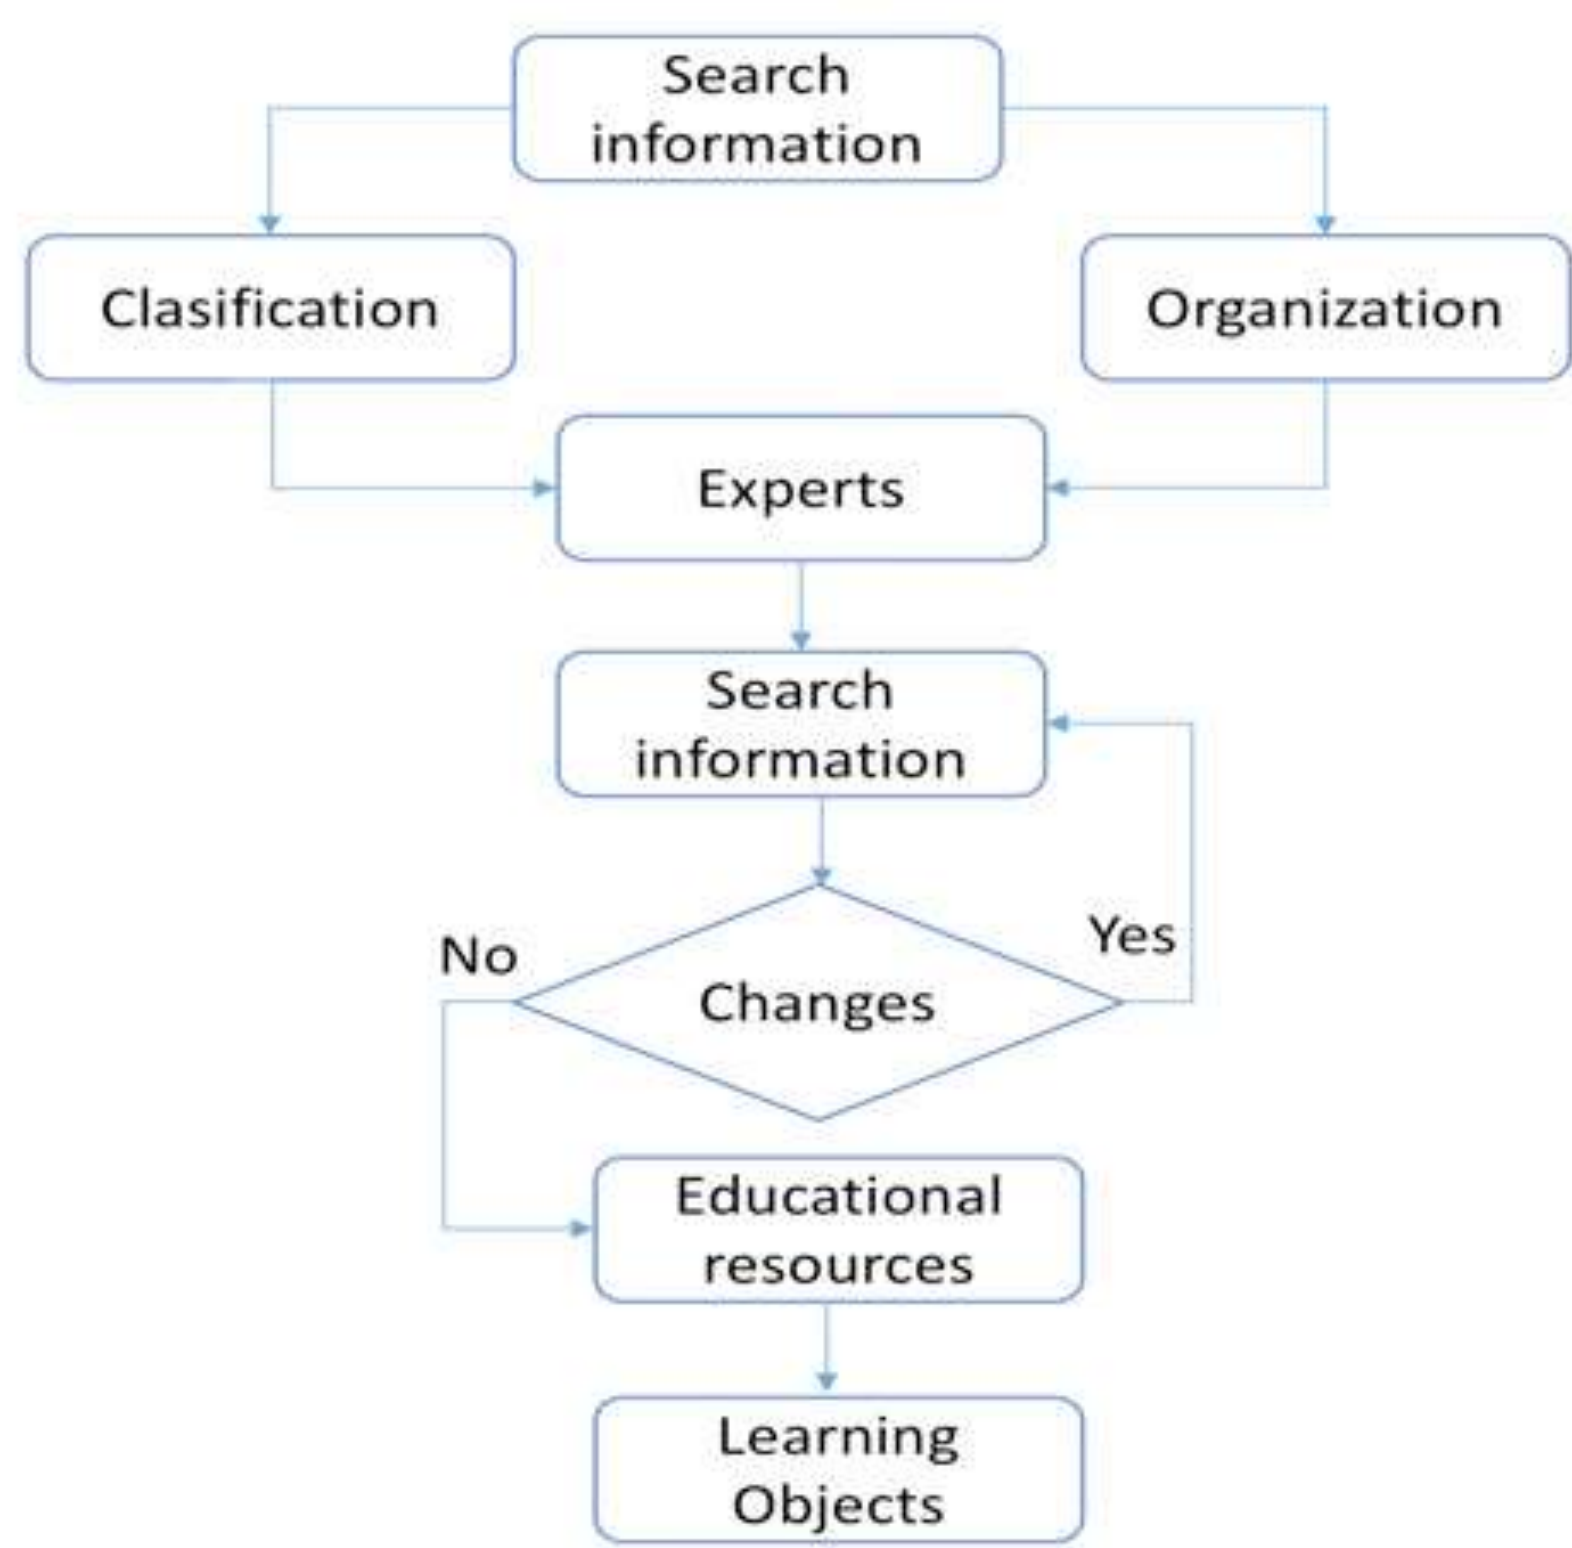 Search
information
Clasification
Organization
Experts
Search
information
No
Yes
Changes
Educational
resources
Learning
Objects